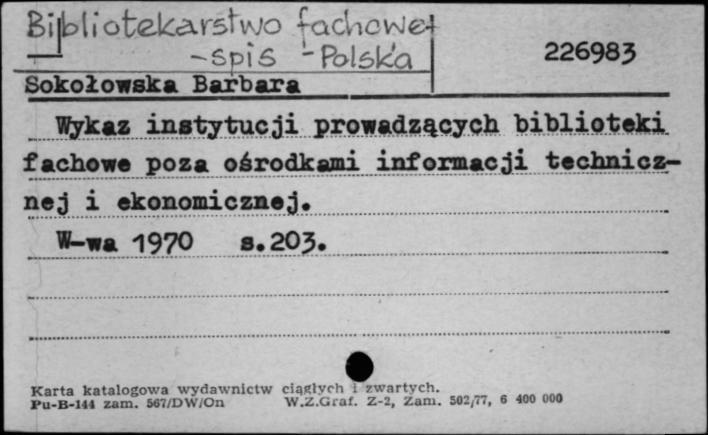 Bibliotekarstwo fachowe
-spis -Polska
226983
Sokołowska Barbara
Wykaz instytucji prowadzących biblioteki
fachowe poza ośrodkami informacji technicz-
nej i ekonomicznej.
W-wa 1970 s.203.
Karta katalogowa wydawnictw ciągłych i zwartych.
Pu-B-144 zam. 567/DW/On W.Z.Graf. Z-2, Zam. 502/77, 6 400 000